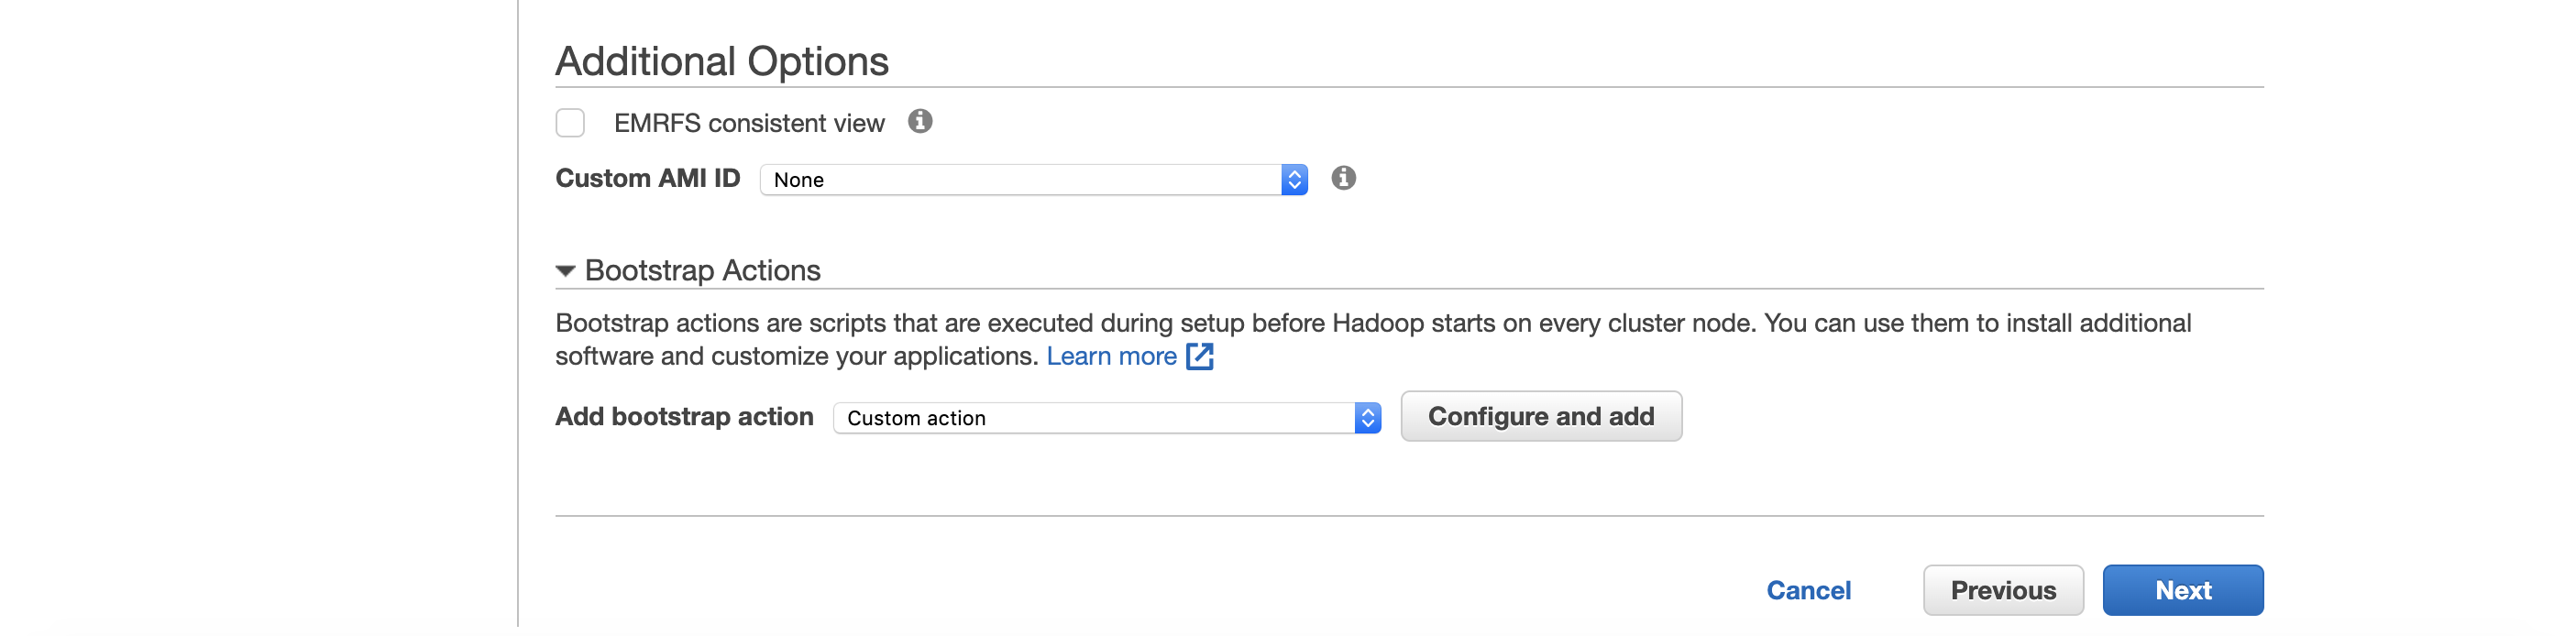 Additional Options
EMRFS consistent view
Custom AMI ID None
Bootstrap Actions
Bootstrap actions are scripts that are executed during setup before Hadoop starts on every cluster node. You can use them to install additional
software and customize your applications. Learn more
Add bootstrap action Custom action Configure and add
Cancel Previous Next